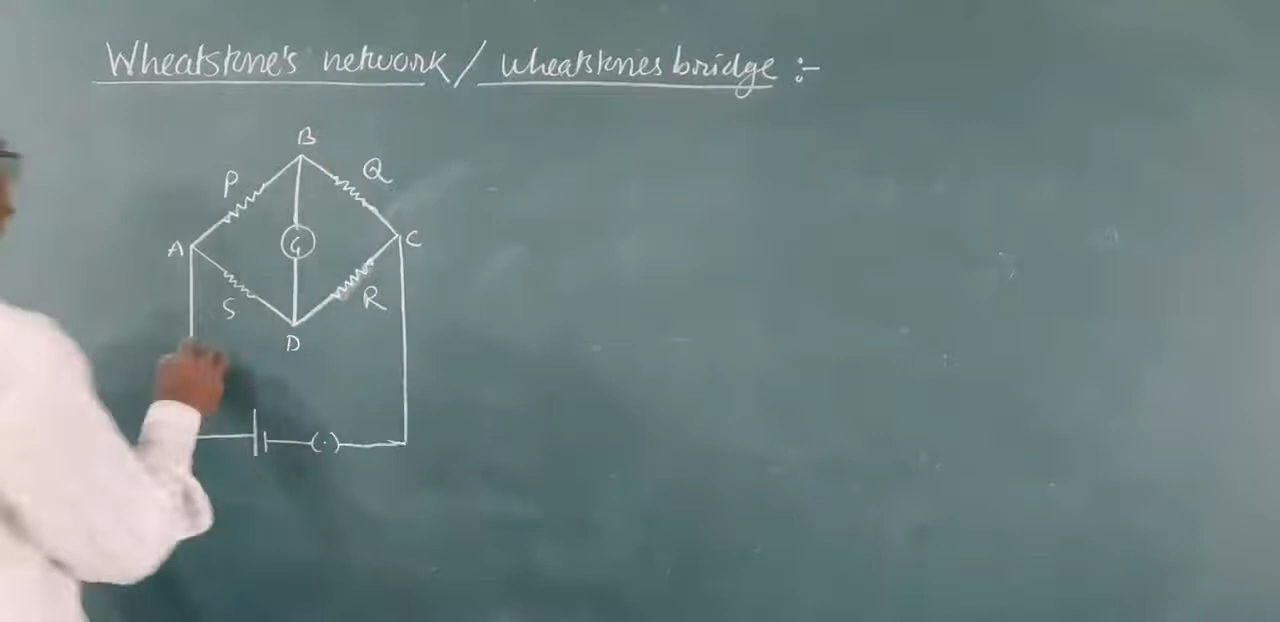 Wheatstone's network / Wheatstones bridge :-
B
P Q
A G C
S R
D